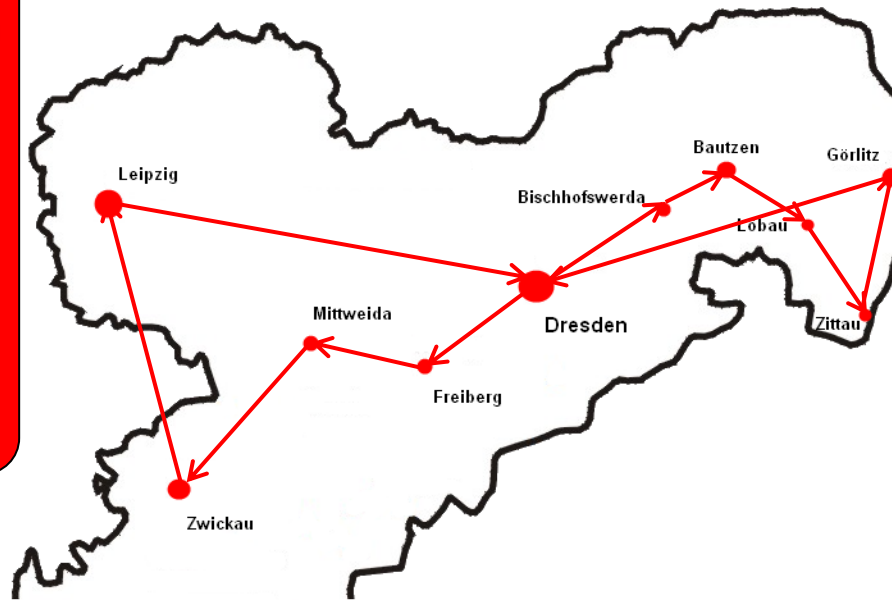 Bautzen
Görlitz
Leipzig
Bischhofswerda
Löbau
Mittweida
Dresden
Zittau
Freiberg
Zwickau